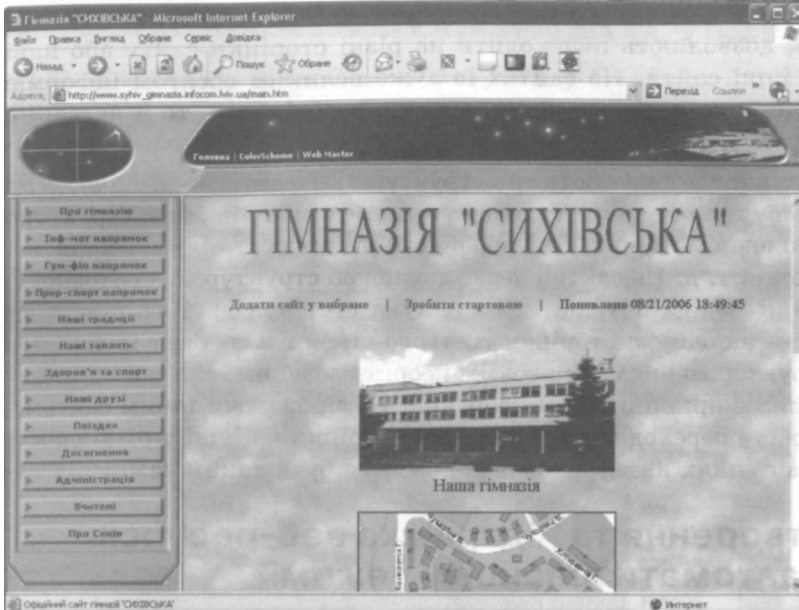 Гімназія "СИХІВСЬКА" - Microsoft Internet Explorer
Файл Правка Вигляд Обране Сервіс Довідка
Назад Пошук Обране
Адреса: http://www.syhiv_gimnazia.infocom.lviv.ua/main.htm Перехід Ссылки »
Головна | ColorScheme | Web Master
Про гімназію
Інф-мат напрямок
Гум-філ напрямок
Прир-спорт напрямок
Наші традиції
Наші таланти
Здоров'я та спорт
Наші друзі
Поїздки
Досягнення
Адміністрація
Вчителі
Про Сихів
ГІМНАЗІЯ "СИХІВСЬКА"
Додати сайт у вибране | Зробити стартовою | Поновлено 08/21/2006 18:49:45
Наша гімназія
Офіційний сайт гімназії "СИХІВСЬКА" Интернет